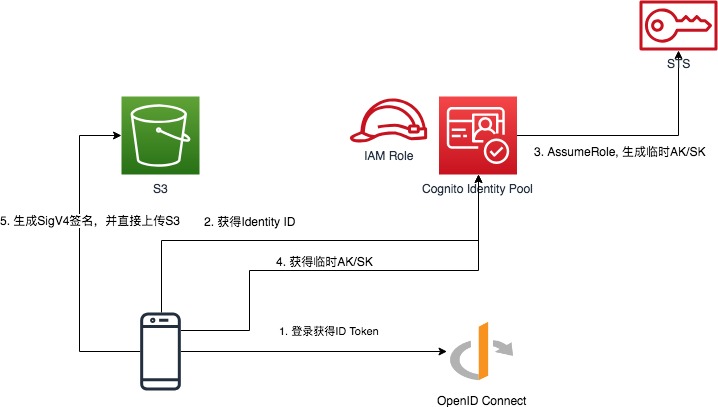 STS
S3
IAM Role
Cognito Identity Pool
3. AssumeRole, 生成临时AK/SK
5. 生成SigV4签名，并直接上传S3
2. 获得Identity ID
4. 获得临时AK/SK
1. 登录获得ID Token
OpenID Connect